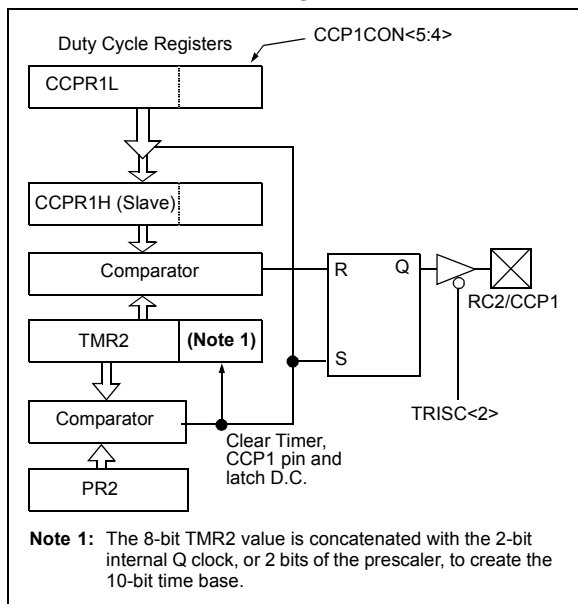 Duty Cycle Registers
CCP1CON<5:4>
CCPR1L
CCPR1H (Slave)
Comparator
R
Q
RC2/CCP1
TMR2
(Note 1)
S
TRISC<2>
Comparator
Clear Timer,
CCP1 pin and
latch D.C.
PR2
Note 1: The 8-bit TMR2 value is concatenated with the 2-bit
internal Q clock, or 2 bits of the prescaler, to create the
10-bit time base.